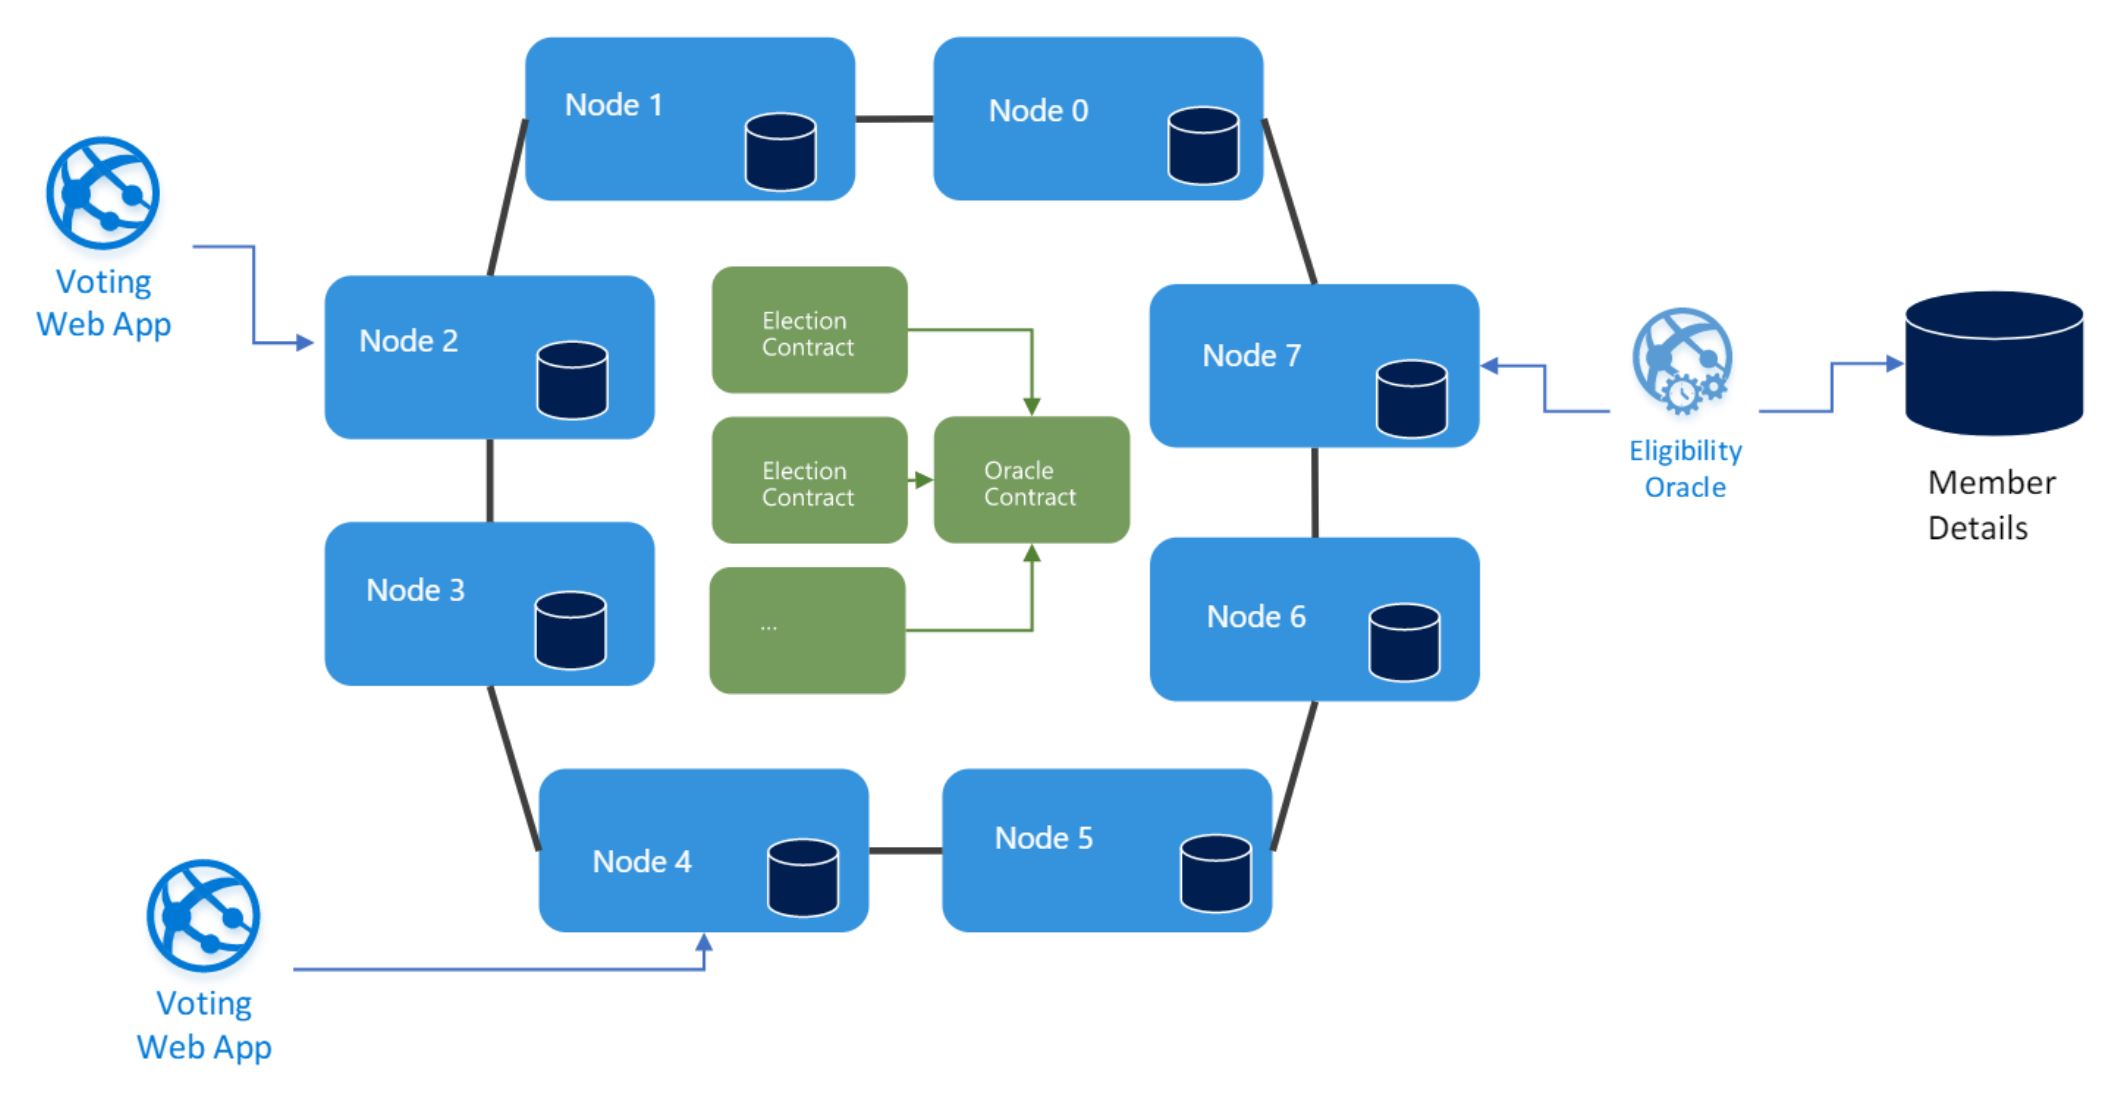 Node 1
Node 0
Voting
Web App
Node 2
Election
Contract
Node 7
Eligibility
Oracle
Member
Details
Election
Contract
Oracle
Contract
Node 3
...
Node 6
Node 4
Node 5
Voting
Web App